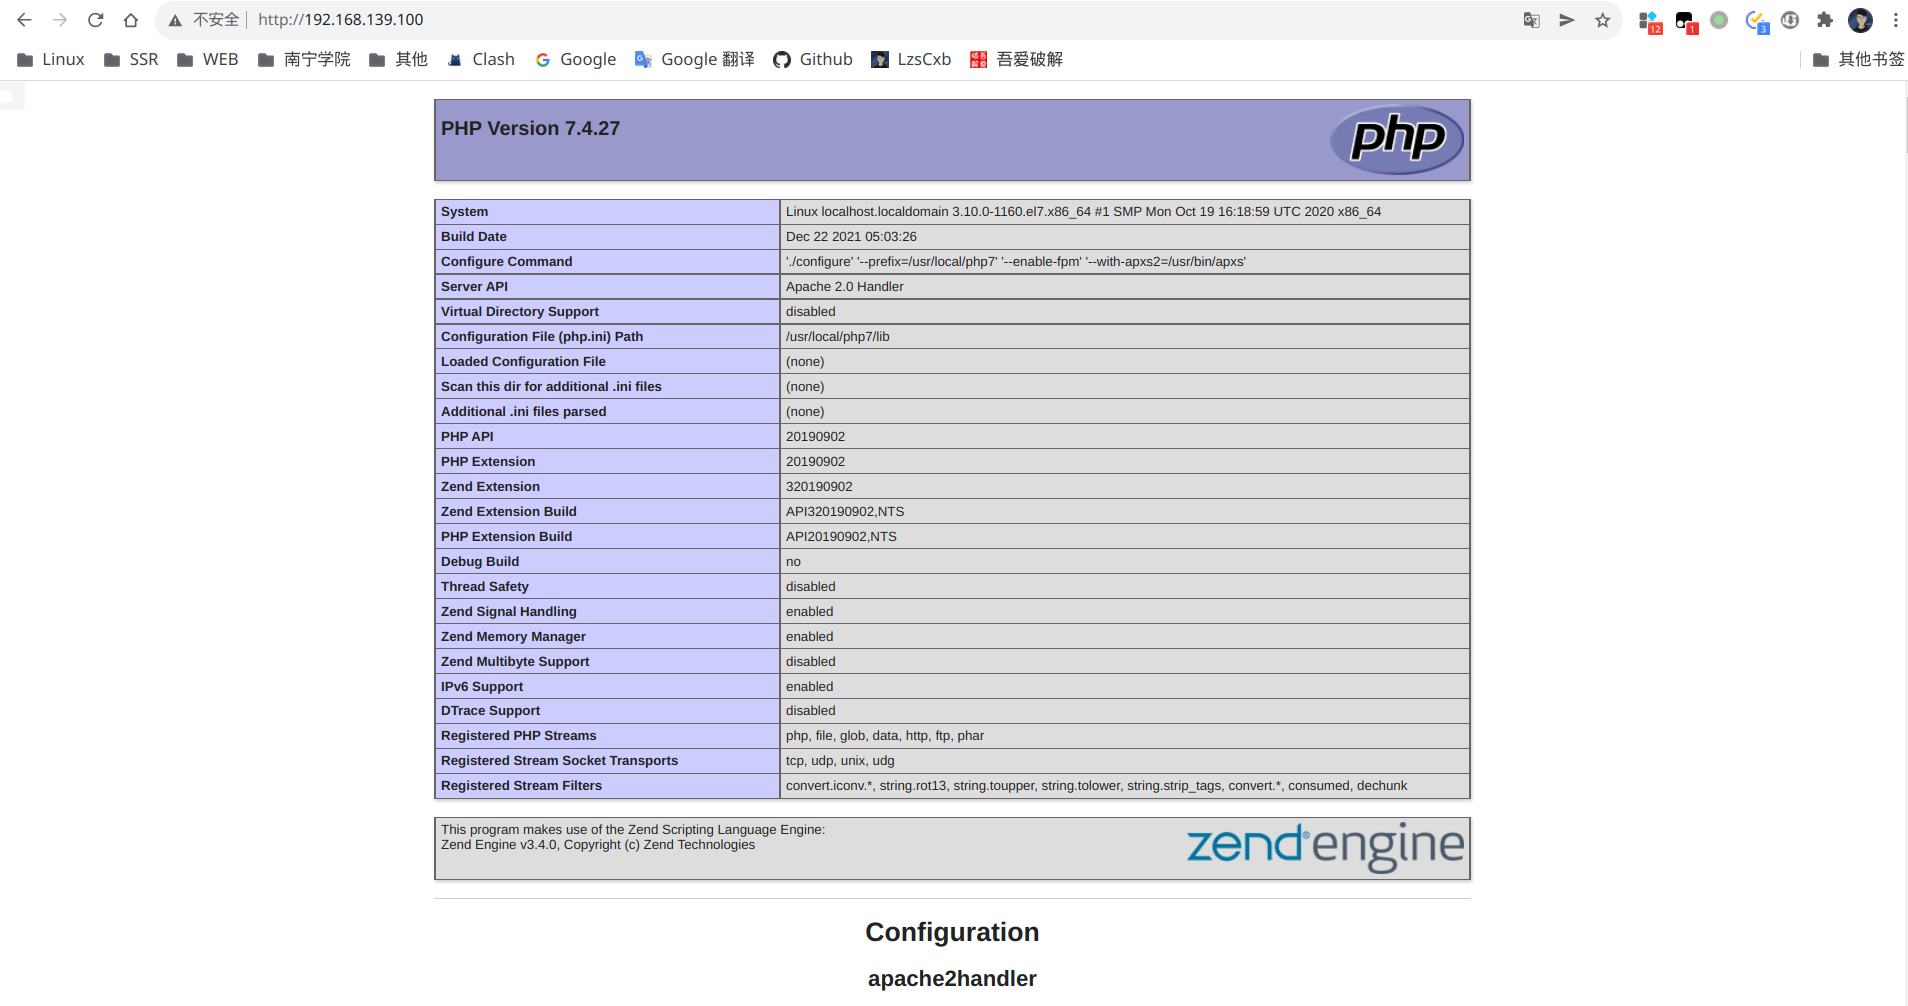 不安全 http://192.168.139.100
12 1 3
Linux SSR WEB 南宁学院 其他 Clash Google Google 翻译 Github LzsCxb 吾爱破解 其他书签
PHP Version 7.4.27
php
System Linux localhost.localdomain 3.10.0-1160.el7.x86_64 #1 SMP Mon Oct 19 16:18:59 UTC 2020 x86_64
Build Date Dec 22 2021 05:03:26
Configure Command './configure' '--prefix=/usr/local/php7' '--enable-fpm' '--with-apxs2=/usr/bin/apxs'
Server API Apache 2.0 Handler
Virtual Directory Support disabled
Configuration File (php.ini) Path /usr/local/php7/lib
Loaded Configuration File (none)
Scan this dir for additional .ini files (none)
Additional .ini files parsed (none)
PHP API 20190902
PHP Extension 20190902
Zend Extension 320190902
Zend Extension Build API320190902,NTS
PHP Extension Build API20190902,NTS
Debug Build no
Thread Safety disabled
Zend Signal Handling enabled
Zend Memory Manager enabled
Zend Multibyte Support disabled
IPv6 Support enabled
DTrace Support disabled
Registered PHP Streams php, file, glob, data, http, ftp, phar
Registered Stream Socket Transports tcp, udp, unix, udg
Registered Stream Filters convert.iconv.*, string.rot13, string.toupper, string.tolower, string.strip_tags, convert.*, consumed, dechunk
This program makes use of the Zend Scripting Language Engine:
Zend Engine v3.4.0, Copyright (c) Zend Technologies
zend® engine
Configuration
apache2handler